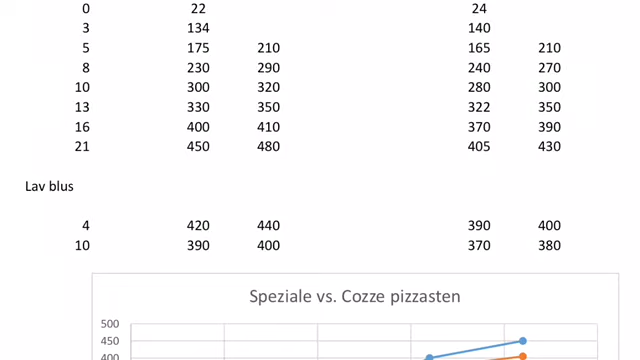 0 22 24
3 134 140
5 175 210 165 210
8 230 290 240 270
10 300 320 280 300
13 330 350 322 350
16 400 410 370 390
21 450 480 405 430
Lav blus
4 420 440 390 400
10 390 400 370 380
Speziale vs. Cozze pizzasten
500
450
400